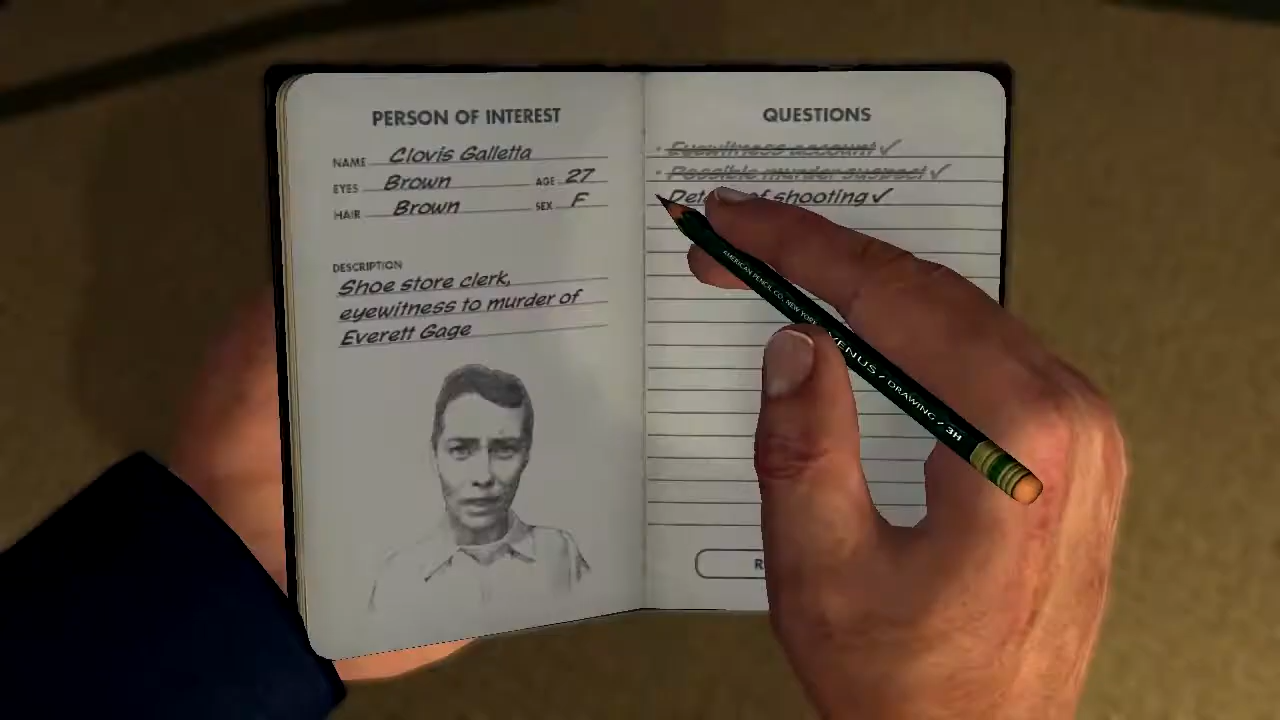 PERSON OF INTEREST
NAME Clovis Galletta
EYES Brown AGE 27
HAIR Brown SEX F
DESCRIPTION
Shoe store clerk,
eyewitness to murder of
Everett Gage
QUESTIONS
· Eyewitness account ✓
· Possible murder suspect ✓
Det of shooting ✓
AMERICAN PENCIL CO. NEW YORK VENUS / DRAWING / 3H
R